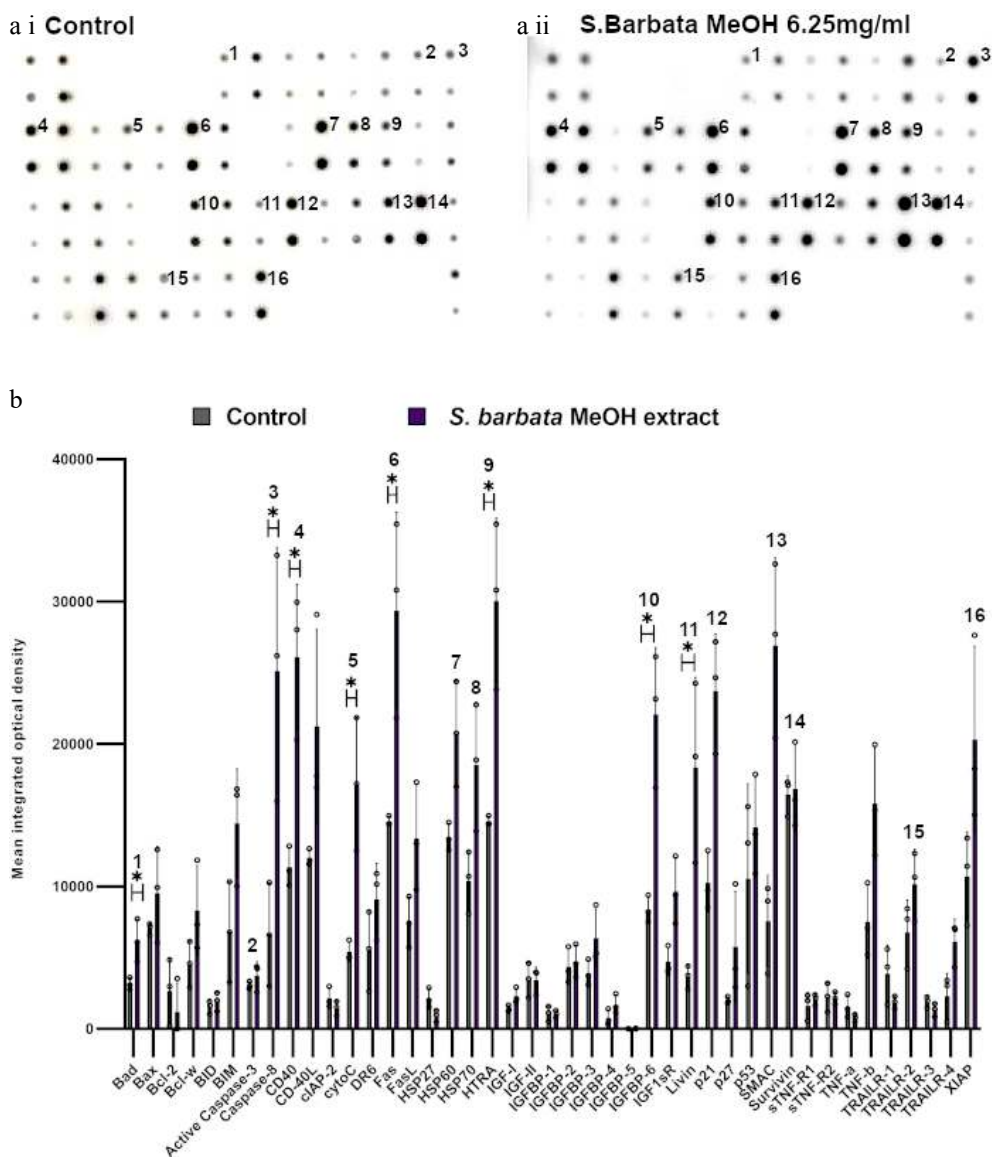 a i Control
a ii S.Barbata MeOH 6.25mg/ml
1 2 3
1 2 3
4 5 6 7 8 9
4 5 6 7 8 9
10 11 12 13 14
10 11 12 13 14
15 16
15 16
b
Control
S. barbata MeOH extract
Mean integrated optical density
40000
30000
20000
10000
0
1 *
2
3 *
4 *
5 *
6 *
7
8
9 *
10 *
11 *
12
13
14
15
16
Bad
Bax
Bcl-2
Bcl-w
BID
BIM
Active Caspase-3
Caspase-8
CD40
CD-40L
cIAP-2
cytoC
DR6
Fas
FasL
HSP27
HSP60
HSP70
HTRA
IGF-I
IGF-II
IGFBP-1
IGFBP-2
IGFBP-3
IGFBP-4
IGFBP-5
IGFBP-6
IGF1sR
Livin
p21
p27
p53
SMAC
Survivin
sTNF-R1
sTNF-R2
TNF-a
TNF-b
TRAILR-1
TRAILR-2
TRAILR-3
TRAILR-4
XIAP